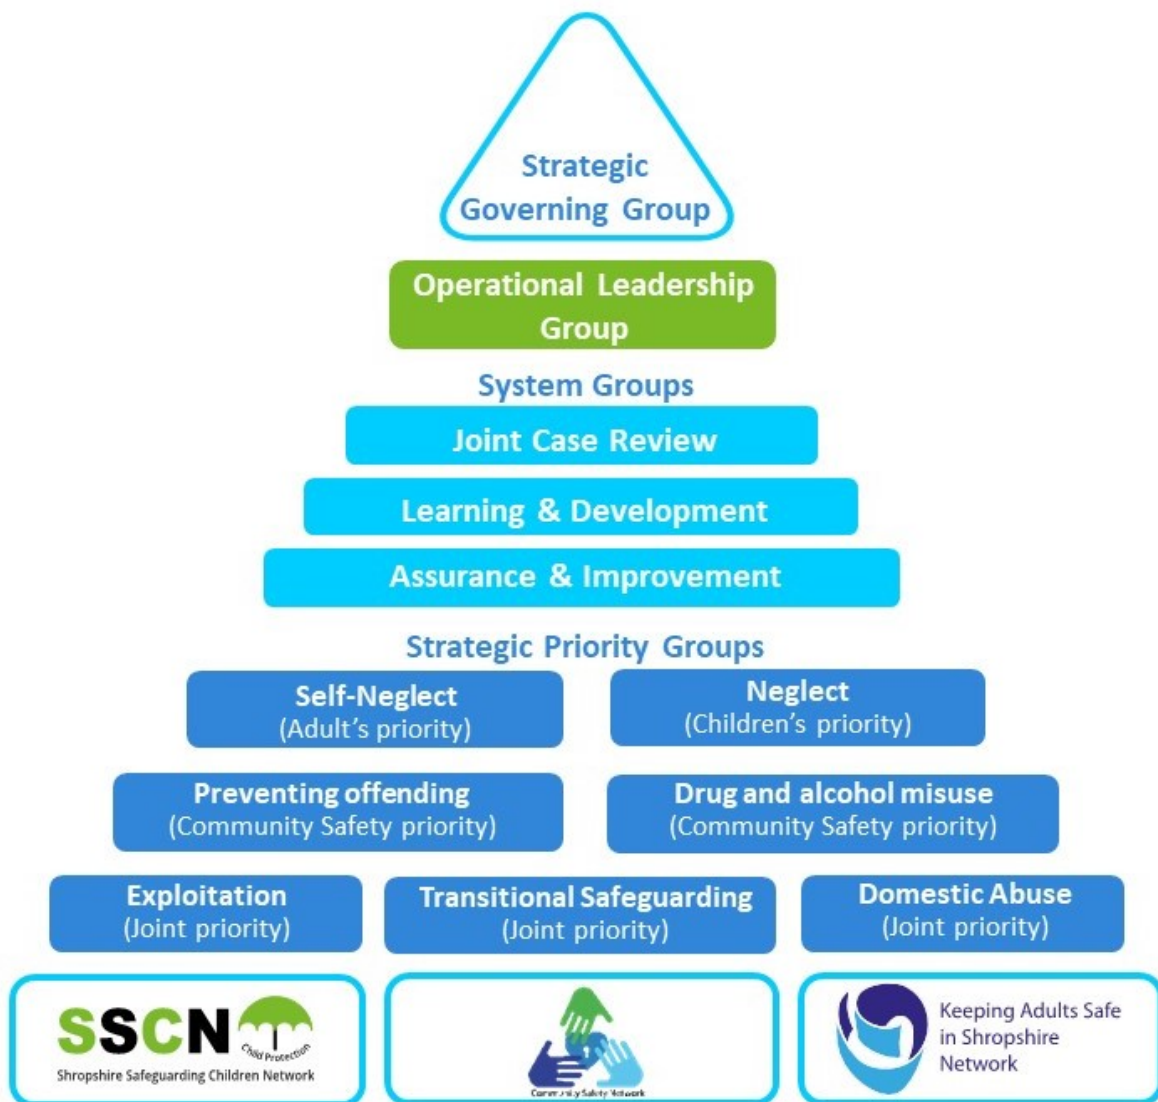 Strategic
Governing Group
Operational Leadership
Group
System Groups
Joint Case Review
Learning & Development
Assurance & Improvement
Strategic Priority Groups
Self-Neglect
(Adult’s priority)
Neglect
(Children’s priority)
Preventing offending
(Community Safety priority)
Drug and alcohol misuse
(Community Safety priority)
Exploitation
(Joint priority)
Transitional Safeguarding
(Joint priority)
Domestic Abuse
(Joint priority)
SSCN
Child Protection
Shropshire Safeguarding Children Network
Community Safety Network
Keeping Adults Safe
in Shropshire
Network